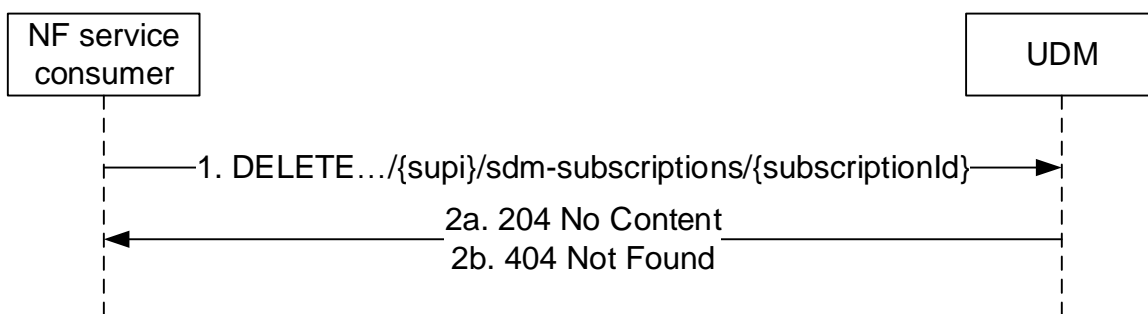 NF service
consumer
UDM
1. DELETE…/{supi}/sdm-subscriptions/{subscriptionId}
2a. 204 No Content
2b. 404 Not Found